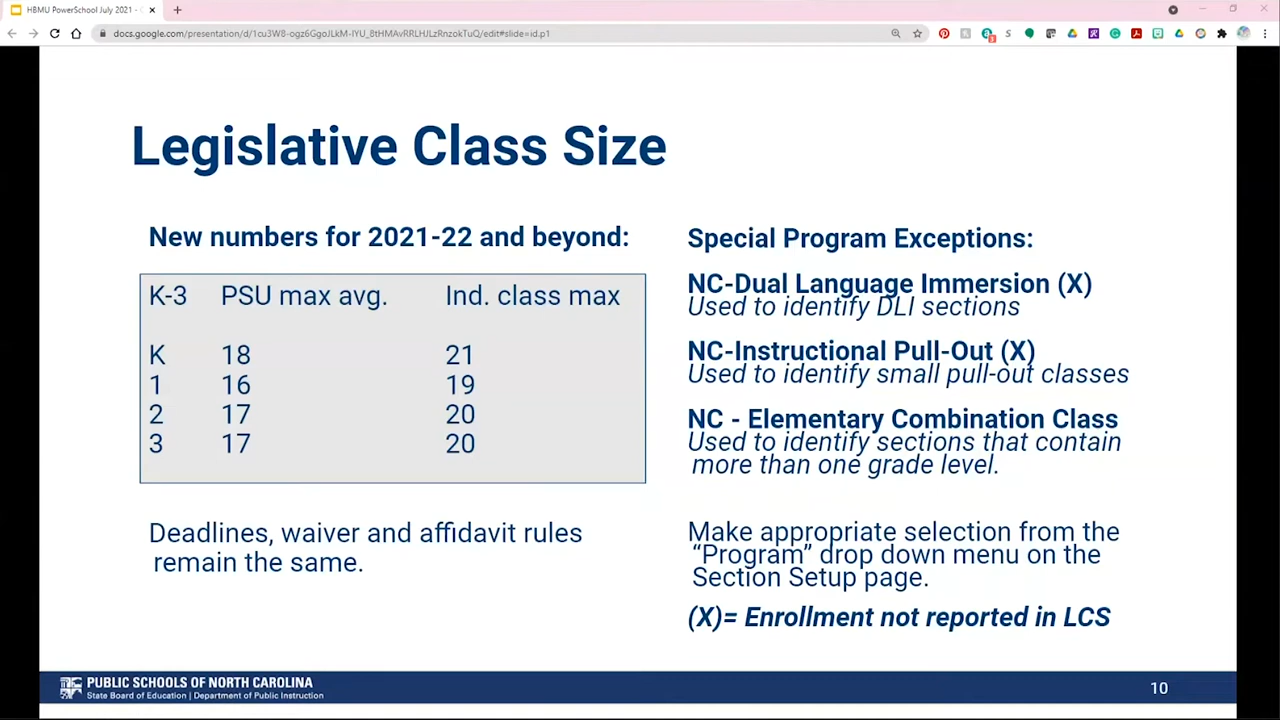 HBMU PowerSchool July 2021 -
docs.google.com/presentation/d/1cu3W8-ogz6GgoJLkM-IYU_8tHMAvRRLHJLzRnzokTuQ/edit#slide=id.p1
Legislative Class Size
New numbers for 2021-22 and beyond:
K-3 PSU max avg. Ind. class max
K 18 21
1 16 19
2 17 20
3 17 20
Deadlines, waiver and affidavit rules
remain the same.
Special Program Exceptions:
NC-Dual Language Immersion (X)
Used to identify DLI sections
NC-Instructional Pull-Out (X)
Used to identify small pull-out classes
NC - Elementary Combination Class
Used to identify sections that contain
more than one grade level.
Make appropriate selection from the
“Program” drop down menu on the
Section Setup page.
(X)= Enrollment not reported in LCS
PUBLIC SCHOOLS OF NORTH CAROLINA
State Board of Education | Department of Public Instruction
10